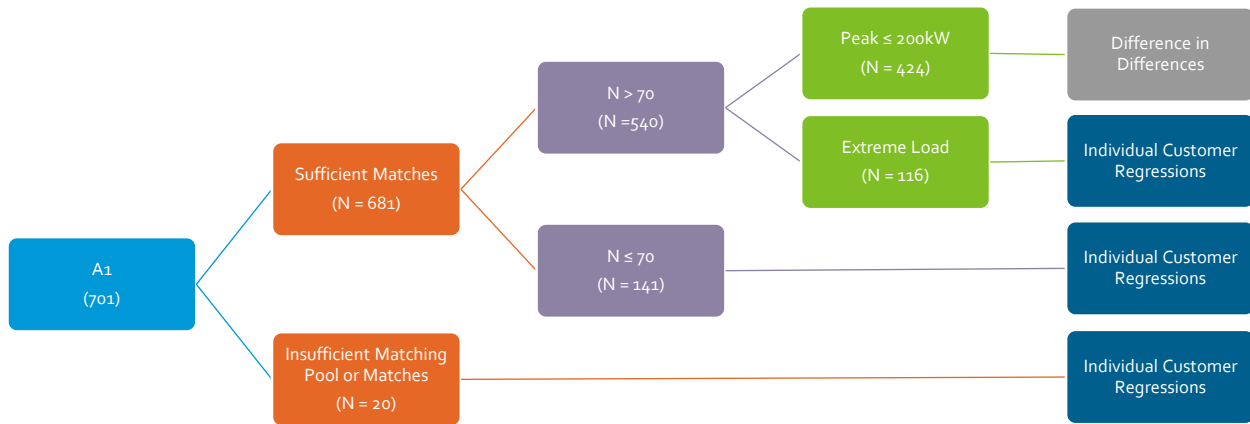 A1
(701)
Sufficient Matches
(N = 681)
Insufficient Matching
Pool or Matches
(N = 20)
N > 70
(N =540)
N ≤ 70
(N = 141)
Peak ≤ 200kW
(N = 424)
Extreme Load
(N = 116)
Difference in
Differences
Individual Customer
Regressions
Individual Customer
Regressions
Individual Customer
Regressions